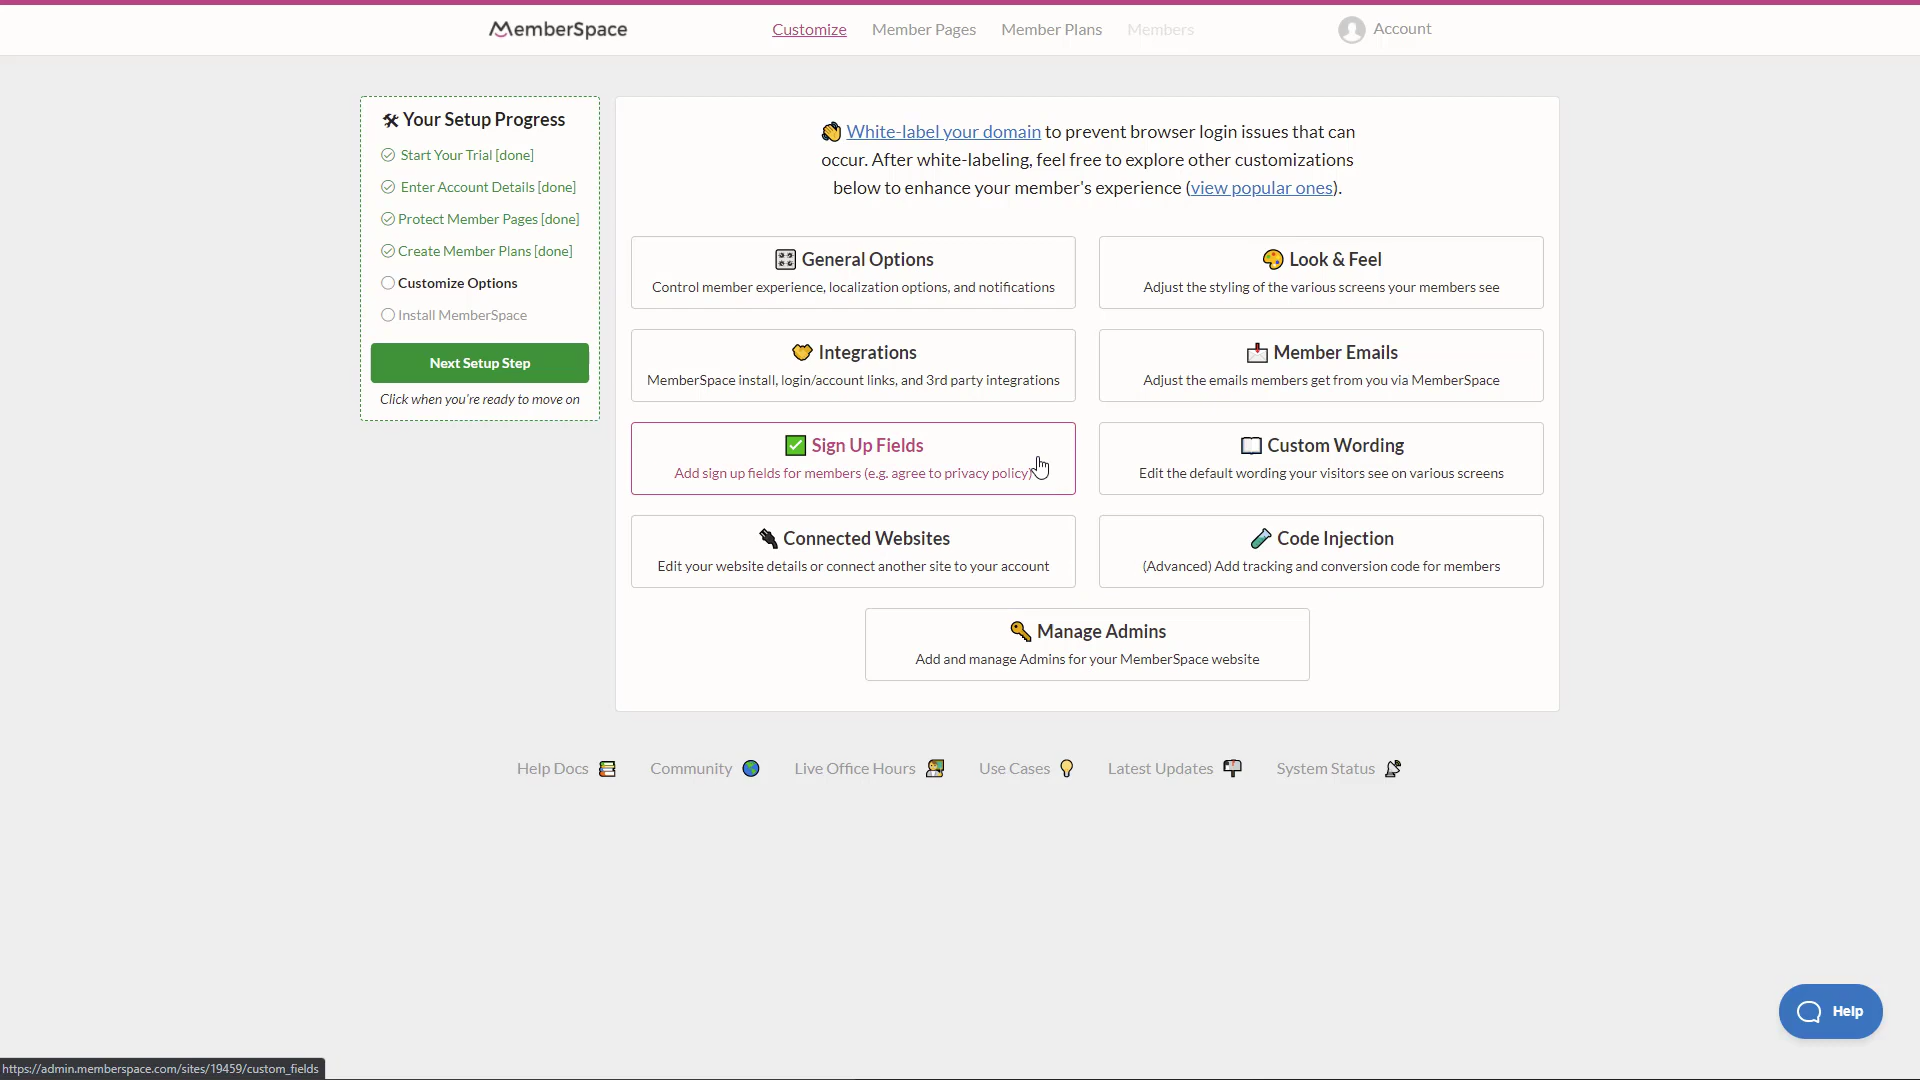 MemberSpace
Customize
Member Pages
Member Plans
Members
Account
Your Setup Progress
Start Your Trial [done]
Enter Account Details [done]
Protect Member Pages [done]
Create Member Plans [done]
Customize Options
Install MemberSpace
Next Setup Step
Click when you're ready to move on
White-label your domain to prevent browser login issues that can
occur. After white-labeling, feel free to explore other customizations
below to enhance your member's experience (view popular ones).
General Options
Control member experience, localization options, and notifications
Look & Feel
Adjust the styling of the various screens your members see
Integrations
MemberSpace install, login/account links, and 3rd party integrations
Member Emails
Adjust the emails members get from you via MemberSpace
Sign Up Fields
Add sign up fields for members (e.g. agree to privacy policy)
Custom Wording
Edit the default wording your visitors see on various screens
Connected Websites
Edit your website details or connect another site to your account
Code Injection
(Advanced) Add tracking and conversion code for members
Manage Admins
Add and manage Admins for your MemberSpace website
Help Docs
Community
Live Office Hours
Use Cases
Latest Updates
System Status
Help
https://admin.memberspace.com/sites/19459/custom_fields